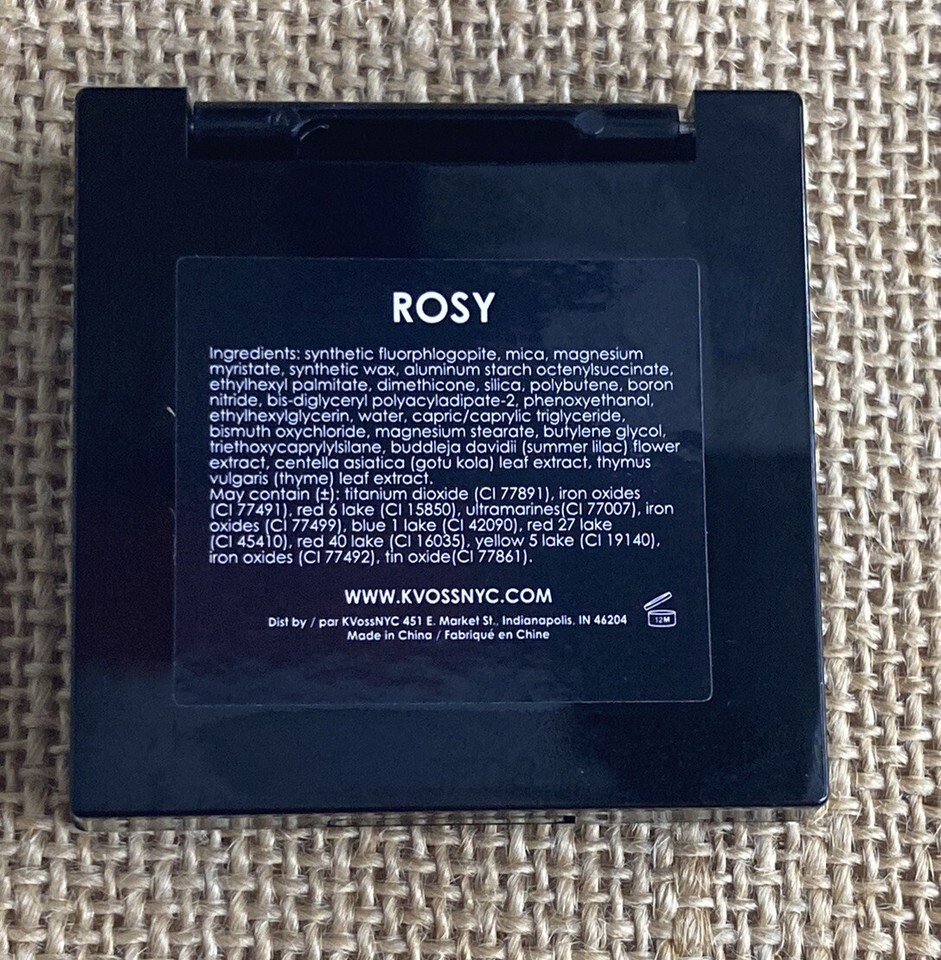 ROSY
Ingredients: synthetic fluorphlogopite, mica, magnesium
myristate, synthetic wax, aluminum starch octenylsuccinate,
ethylhexyl palmitate, dimethicone, silica, polybutene, boron
nitride, bis-diglyceryl polyacyladipate-2, phenoxyethanol,
ethylhexylglycerin, water, capric/caprylic triglyceride,
bismuth oxychloride, magnesium stearate, butylene glycol,
triethoxycaprylylsilane, buddleja davidii (summer lilac) flower
extract, centella asiatica (gotu kola) leaf extract, thymus
vulgaris (thyme) leaf extract.
May contain (±): titanium dioxide (CI 77891), iron oxides
(CI 77491), red 6 lake (CI 15850), ultramarines(CI 77007), iron
oxides (CI 77499), blue 1 lake (CI 42090), red 27 lake
(CI 45410), red 40 lake (CI 16035), yellow 5 lake (CI 19140),
iron oxides (CI 77492), tin oxide(CI 77861).
WWW.KVOSSNYC.COM
Dist by / par KVossNYC 451 E. Market St., Indianapolis, IN 46204
Made in China / Fabriqué en Chine
12M